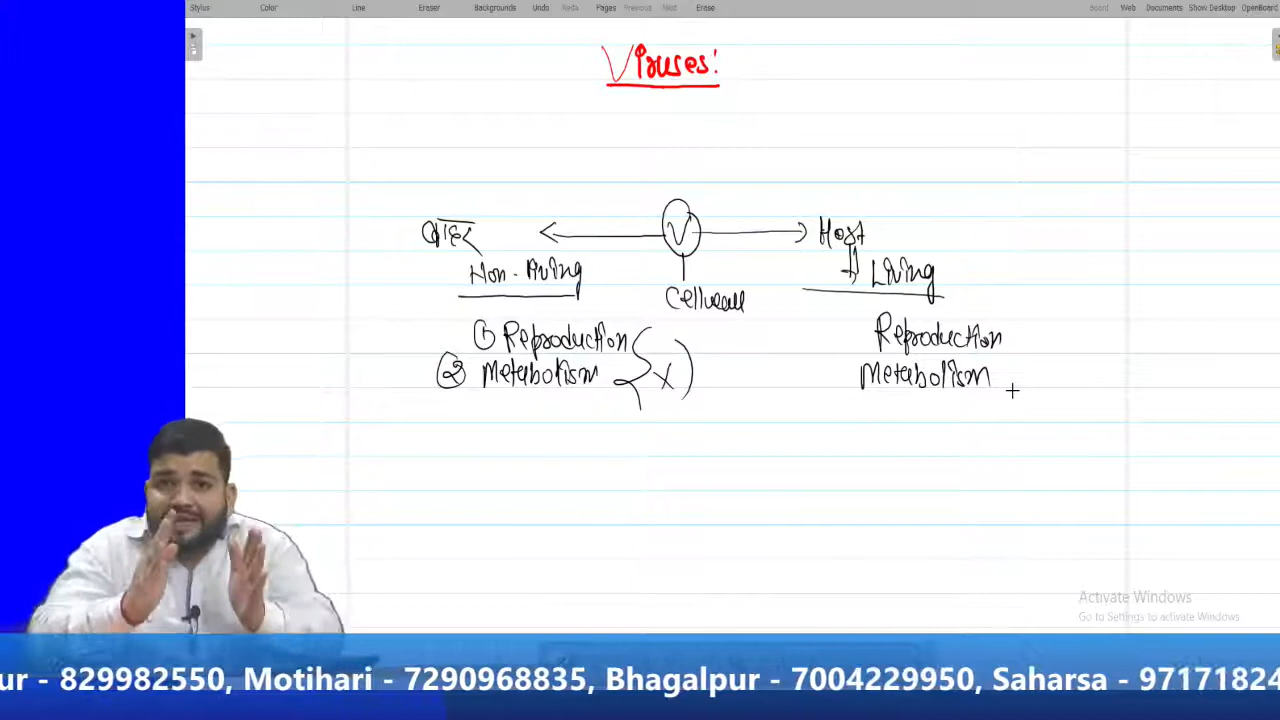 Stylus Color Line Eraser Backgrounds Undo Redo Pages Previous Next Erase Board Web Documents Show Desktop OpenBoard
Viruses:
बाहर V Host
Non-living Living
Cellular
① Reproduction Reproduction
② Metabolism X Metabolism
Activate Windows
Go to Settings to activate Windows.
ur - 829982550, Motihari - 7290968835, Bhagalpur - 7004229950, Saharsa - 97171824